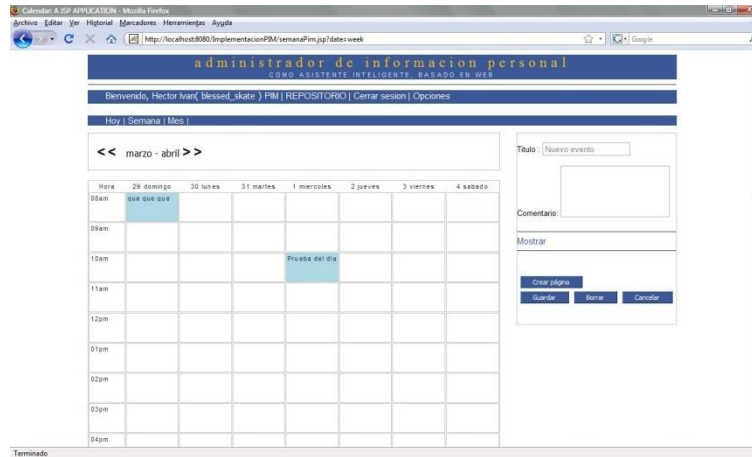 Calendar: A JSP APPLICATION - Mozilla Firefox
Archivo Editar Ver Historial Marcadores Herramientas Ayuda
http://localhost:8080/ImplementacionPIM/semanaPim.jsp?date=week
Google
administrador de informacion personal
COMO ASISTENTE INTELIGENTE, BASADO EN WEB
Bienvenido, Hector Ivan( blessed_skate ) PIM | REPOSITORIO | Cerrar sesion | Opciones
Hoy | Semana | Mes |
<< marzo - abril >>
Titulo : Nuevo evento
Comentario:
Mostrar
Crear página
Guardar Borrar Cancelar
Hora 29 domingo 30 lunes 31 martes 1 miercoles 2 jueves 3 viernes 4 sabado
08am que que que
09am
10am Prueba del dia
11am
12pm
01pm
02pm
03pm
04pm
Terminado